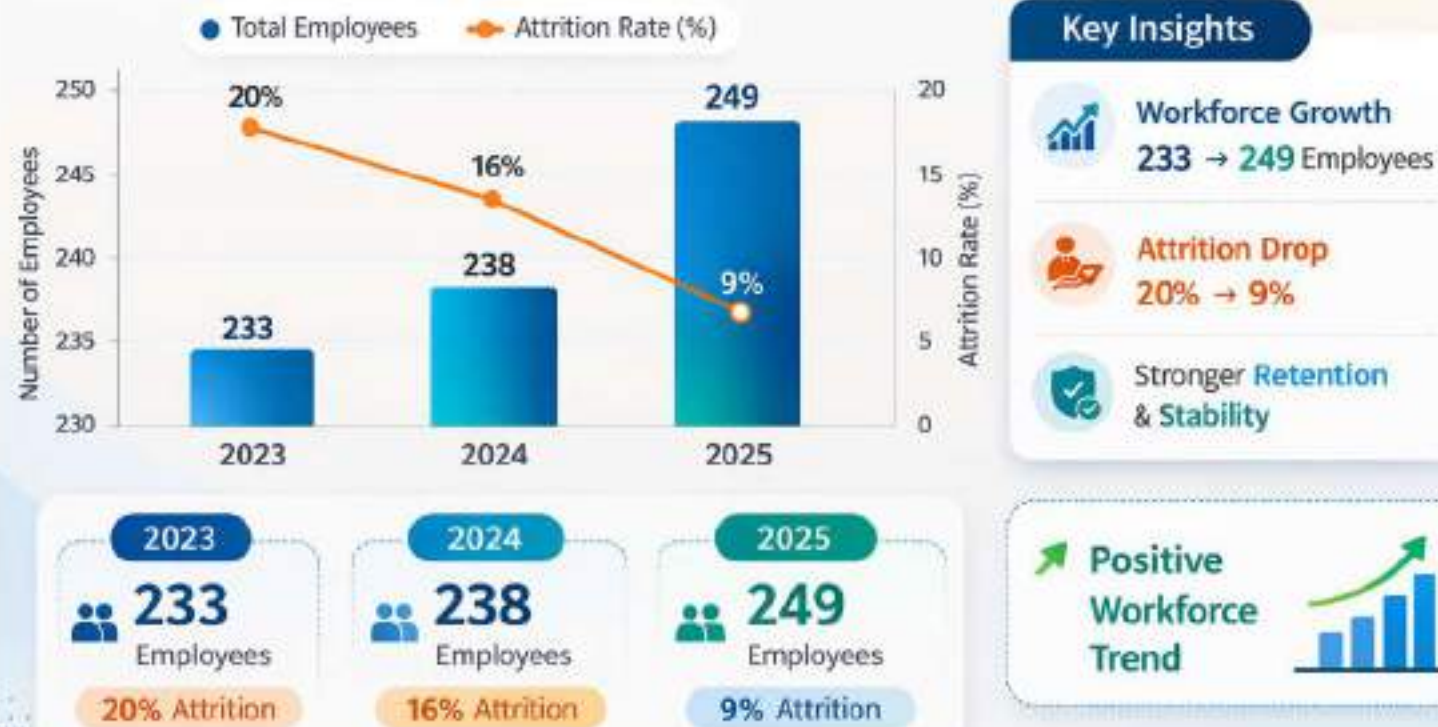 Total Employees
Attrition Rate (%)
Number of Employees
250
245
240
235
230
20%
16%
9%
233
238
249
2023
2024
2025
20
15
10
5
0
Attrition Rate (%)
Key Insights
Workforce Growth
233 → 249 Employees
Attrition Drop
20% → 9%
Stronger Retention
& Stability
2023
233
Employees
20% Attrition
2024
238
Employees
16% Attrition
2025
249
Employees
9% Attrition
Positive
Workforce
Trend